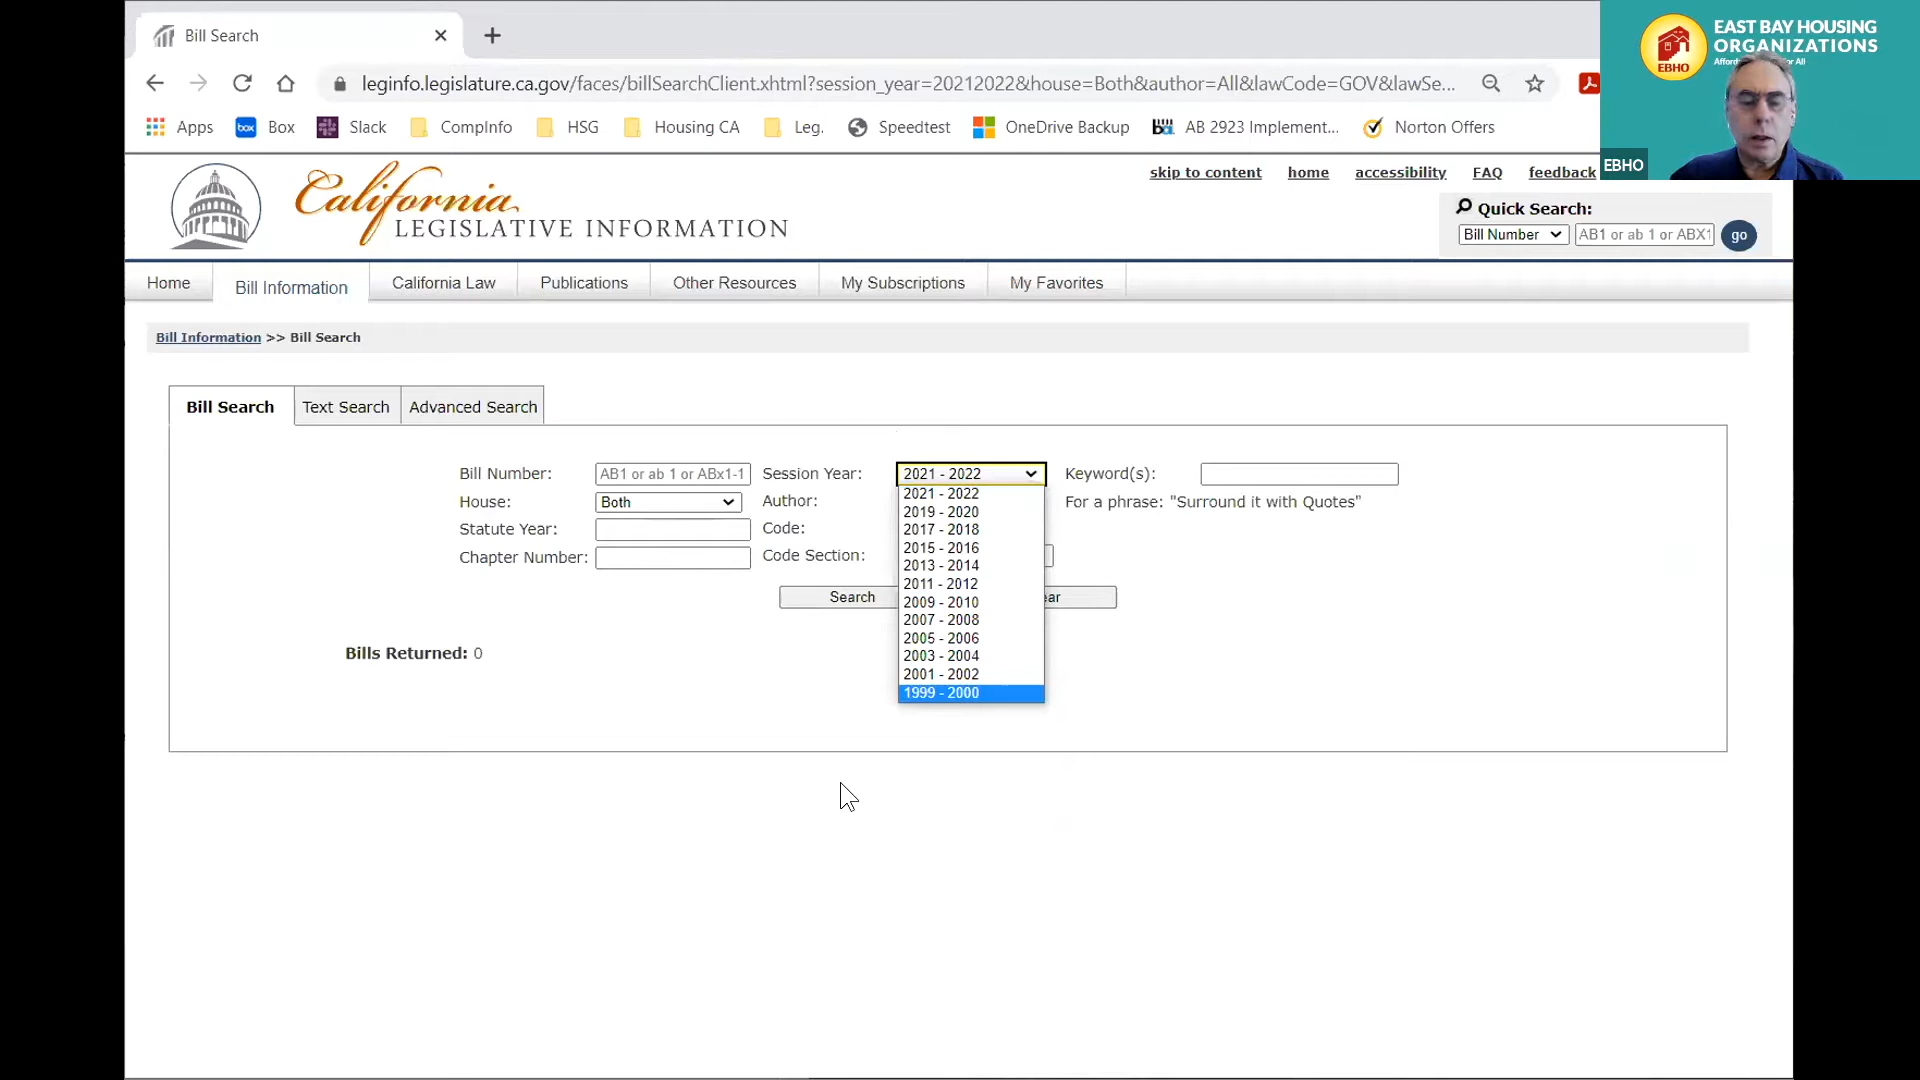 Bill Search
leginfo.legislature.ca.gov/faces/billSearchClient.xhtml?session_year=20212022&house=Both&author=All&lawCode=GOV&lawSe...
Apps
Box
Slack
CompInfo
HSG
Housing CA
Leg.
Speedtest
OneDrive Backup
AB 2923 Implement...
Norton Offers
EAST BAY HOUSING
ORGANIZATIONS
EBHO
EBHO
California
LEGISLATIVE INFORMATION
skip to content
home
accessibility
FAQ
feedback
Quick Search:
Bill Number
AB1 or ab 1 or ABX1
go
Home
Bill Information
California Law
Publications
Other Resources
My Subscriptions
My Favorites
Bill Information >> Bill Search
Bill Search
Text Search
Advanced Search
Bill Number:
AB1 or ab 1 or ABx1-1
Session Year:
2021 - 2022
Keyword(s):
House:
Both
Author:
For a phrase: "Surround it with Quotes"
Statute Year:
Code:
Chapter Number:
Code Section:
2021 - 2022
2019 - 2020
2017 - 2018
2015 - 2016
2013 - 2014
2011 - 2012
2009 - 2010
2007 - 2008
2005 - 2006
2003 - 2004
2001 - 2002
1999 - 2000
Search
ear
Bills Returned: 0